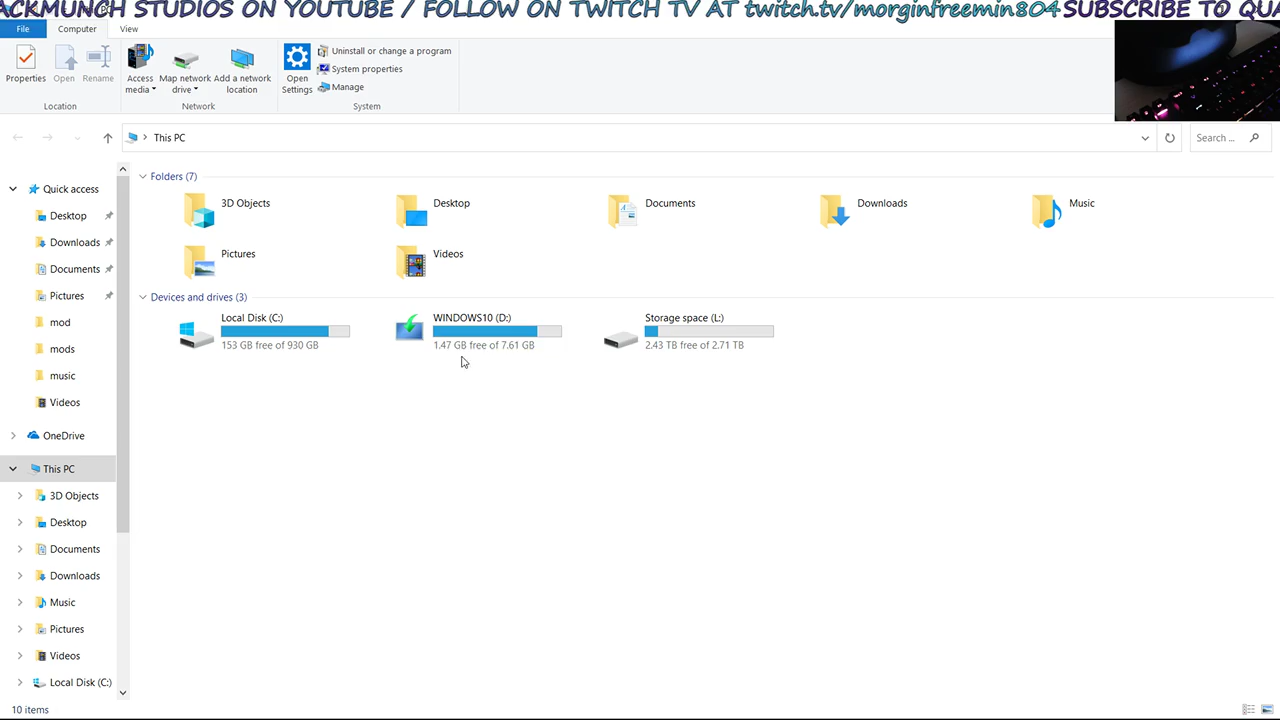 ACKMUNCH STUDIOS ON YOUTUBE / FOLLOW ON TWITCH TV AT twitch.tv/morginfreemin804 SUBSCRIBE TO QUA
File Computer View
Properties Open Rename Access media Map network drive Add a network location Open Settings Uninstall or change a program
System properties
Manage
Location Network System
This PC Search ...
Quick access
Desktop
Downloads
Documents
Pictures
mod
mods
music
Videos
OneDrive
This PC
3D Objects
Desktop
Documents
Downloads
Music
Pictures
Videos
Local Disk (C:)
Folders (7)
3D Objects Desktop Documents Downloads Music
Pictures Videos
Devices and drives (3)
Local Disk (C:) WINDOWS10 (D:) Storage space (L:)
153 GB free of 930 GB 1.47 GB free of 7.61 GB 2.43 TB free of 2.71 TB
10 items